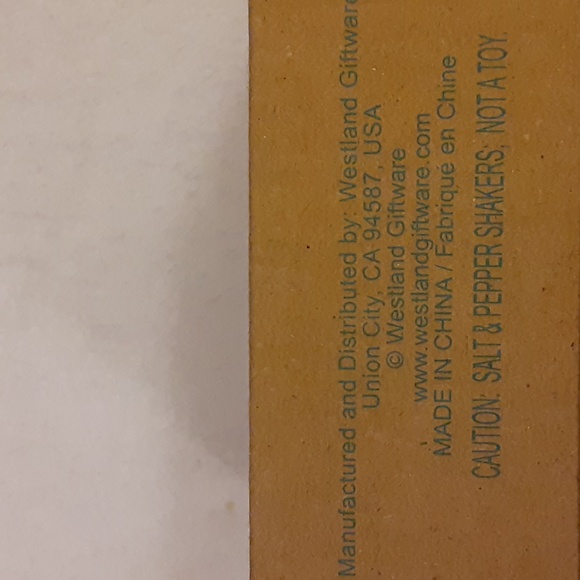 Manufactured and Distributed by: Westland Giftware
Union City, CA 94587, USA
© Westland Giftware
www.westlandgiftware.com
MADE IN CHINA / Fabriqué en Chine
CAUTION: SALT & PEPPER SHAKERS; NOT A TOY.